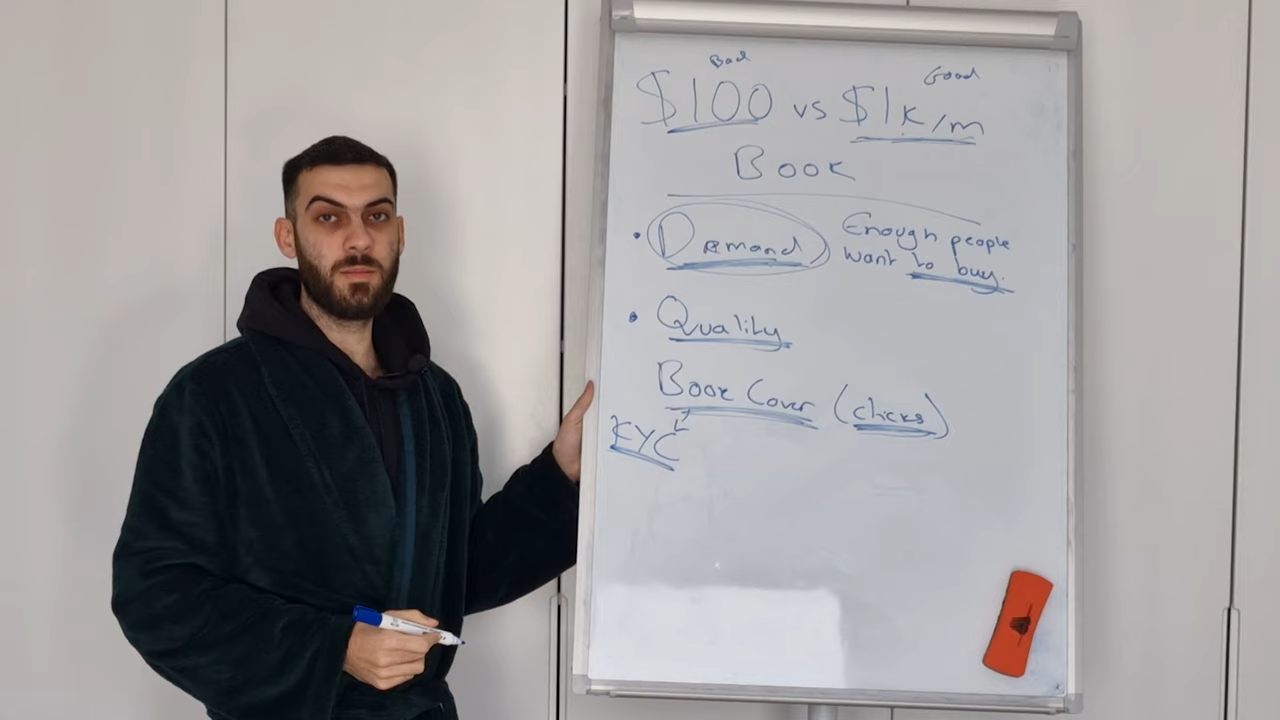 Bad
Good
$100 vs $1k/m
Book
• Demand
Enough people
want to buy.
• Quality
Book Cover (clicks)
KYC